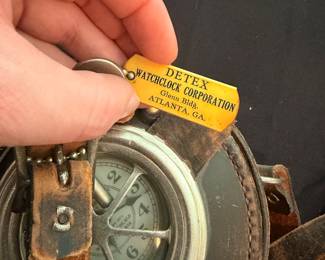 DETEX
WATCHCLOCK CORPORATION
Glenn Bldg.
ATLANTA, GA.